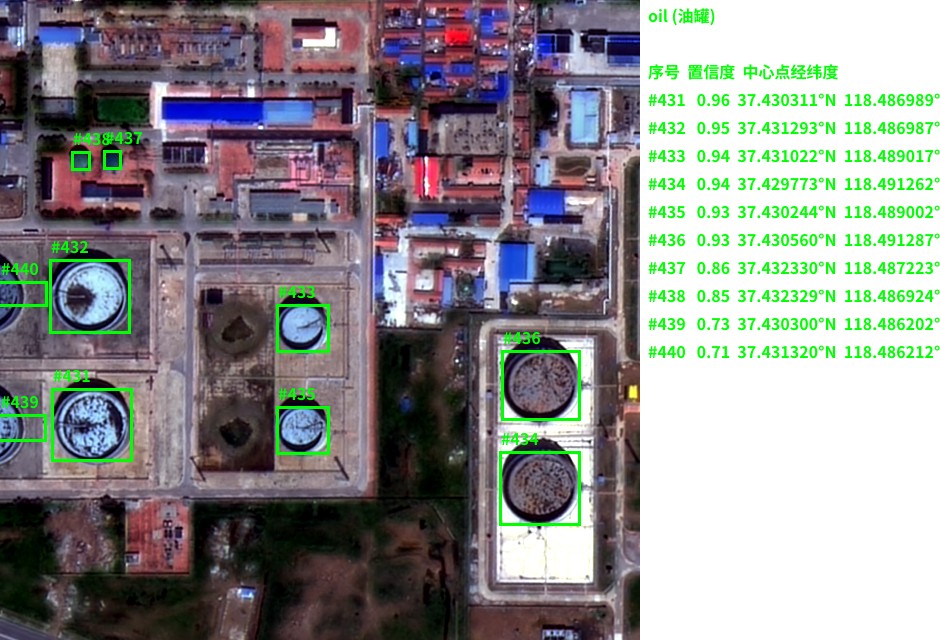 oil (油罐)
序号 置信度 中心点经纬度
#431 0.96 37.430311°N 118.486989°
#432 0.95 37.431293°N 118.486987°
#433 0.94 37.431022°N 118.489017°
#434 0.94 37.429773°N 118.491262°
#435 0.93 37.430244°N 118.489002°
#436 0.93 37.430560°N 118.491287°
#437 0.86 37.432330°N 118.487223°
#438 0.85 37.432329°N 118.486924°
#439 0.73 37.430300°N 118.486202°
#440 0.71 37.431320°N 118.486212°
#438
#437
#432
#440
#433
#436
#431
#435
#439
#434